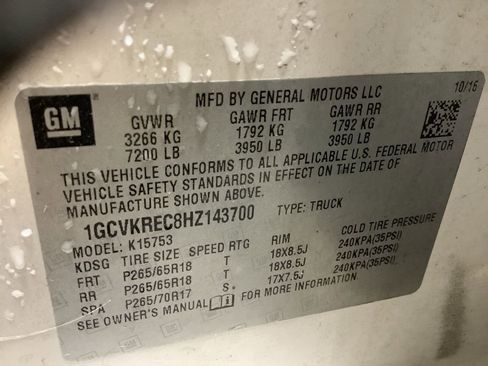 GM
MFD BY GENERAL MOTORS LLC 10/16
GVWR GAWR FRT GAWR RR
3266 KG 1792 KG 1792 KG
7200 LB 3950 LB 3950 LB
THIS VEHICLE CONFORMS TO ALL APPLICABLE U.S. FEDERAL MOTOR
VEHICLE SAFETY STANDARDS IN EFFECT ON THE DATE OF
MANUFACTURE SHOWN ABOVE.
1GCVKREC8HZ143700 TYPE: TRUCK
MODEL: K15753
KDSG TIRE SIZE SPEED RTG RIM COLD TIRE PRESSURE
FRT P265/65R18 T 18X8.5J 240KPA(35PSI)
RR P265/65R18 T 18X8.5J 240KPA(35PSI)
SPA P265/70R17 S. 17X7.5J 240KPA(35PSI)
SEE OWNER'S MANUAL FOR MORE INFORMATION.